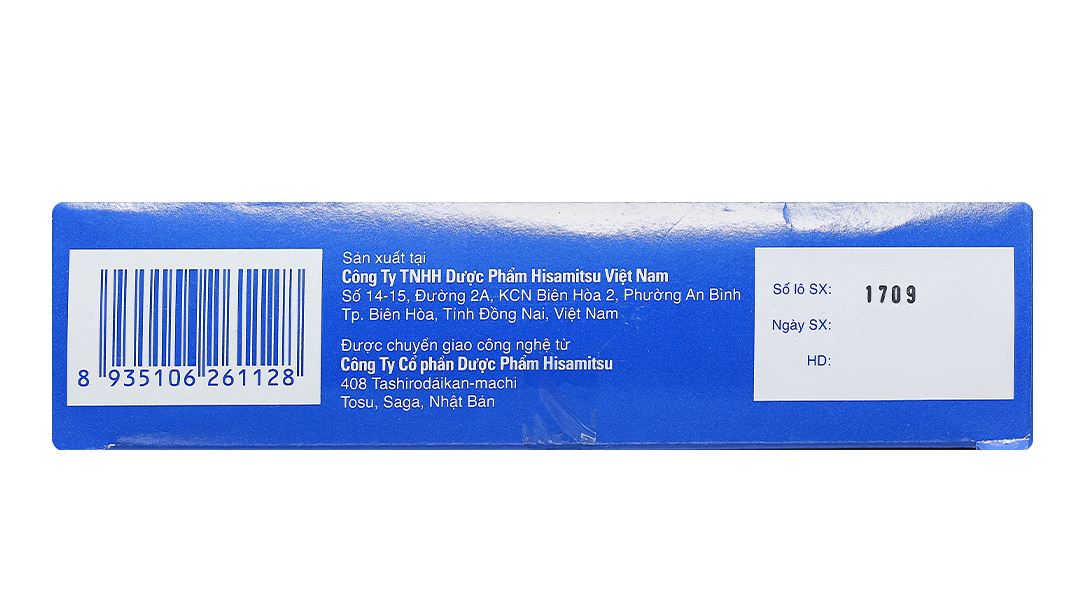 Sản xuất tại
Công Ty TNHH Dược Phẩm Hisamitsu Việt Nam
Số 14-15, Đường 2A, KCN Biên Hòa 2, Phường An Bình
Tp. Biên Hòa, Tỉnh Đồng Nai, Việt Nam
Được chuyển giao công nghệ từ
Công Ty Cổ phần Dược Phẩm Hisamitsu
408 Tashirodaikan-machi
Tosu, Saga, Nhật Bản
8 935106 261128
Số lô SX: 1709
Ngày SX:
HD: